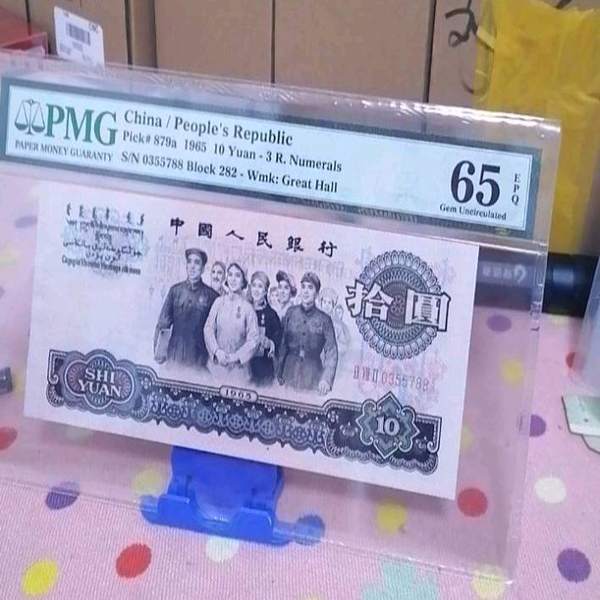 PMG
PAPER MONEY GUARANTY
China / People's Republic
Pick# 879a 1965 10 Yuan - 3 R. Numerals
S/N 0355788 Block 282 - Wmk: Great Hall
65 EPQ
Gem Uncirculated
中國人民銀行
拾圓
0355788
SHI
YUAN
1965
10